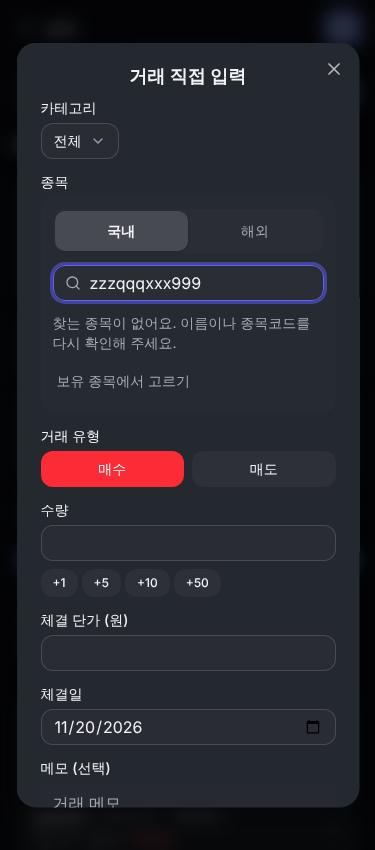 거래 직접 입력
카테고리
전체
종목
국내 해외
zzzqqqxxx999
찾는 종목이 없어요. 이름이나 종목코드를
다시 확인해 주세요.
보유 종목에서 고르기
거래 유형
매수 매도
수량
+1 +5 +10 +50
체결 단가 (원)
체결일
11/20/2026
메모 (선택)
거래 메모